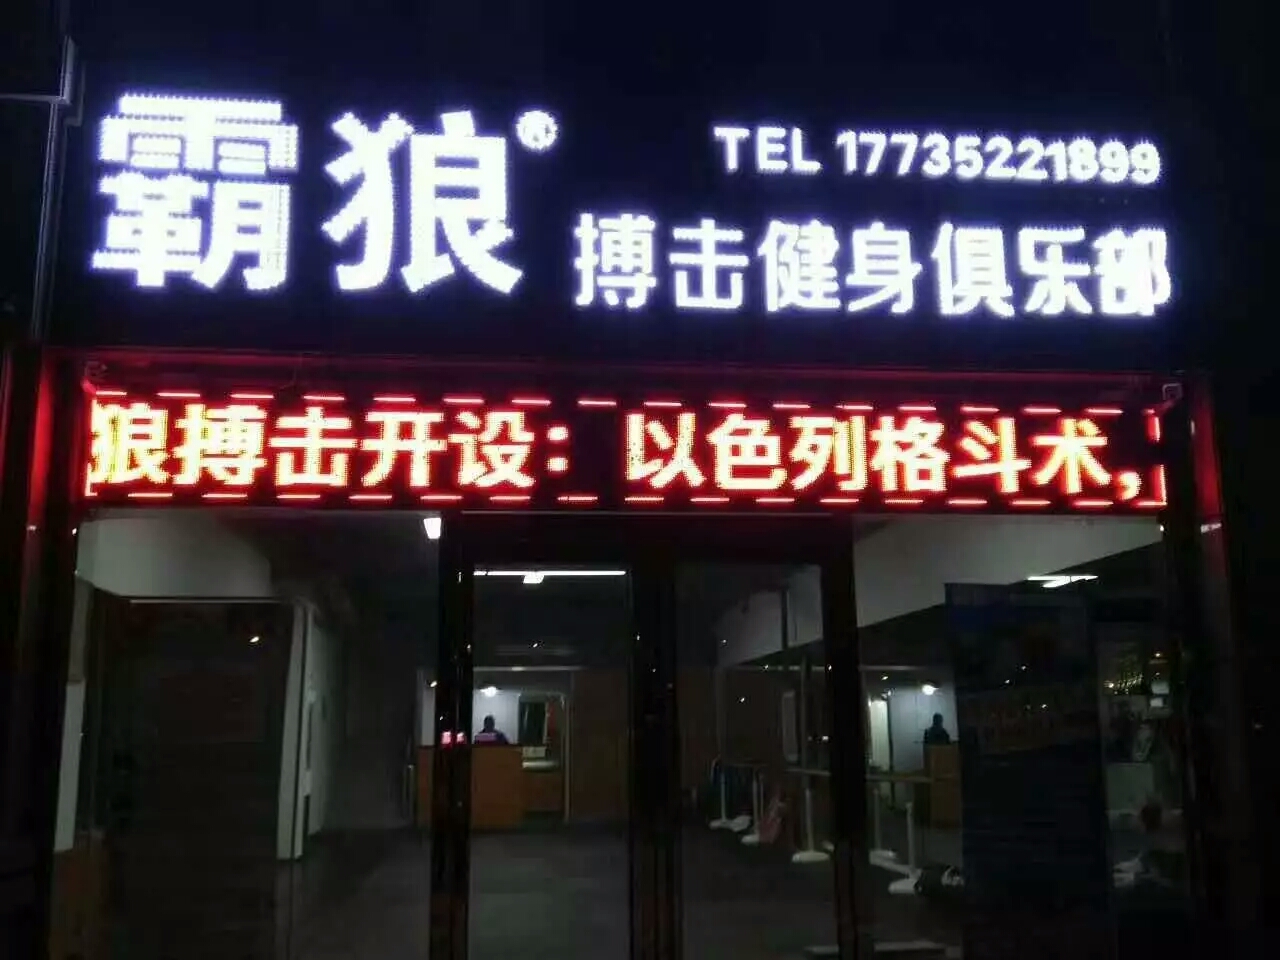 霸狼®
TEL 17735221899
搏击健身俱乐部
狼搏击开设：以色列格斗术，